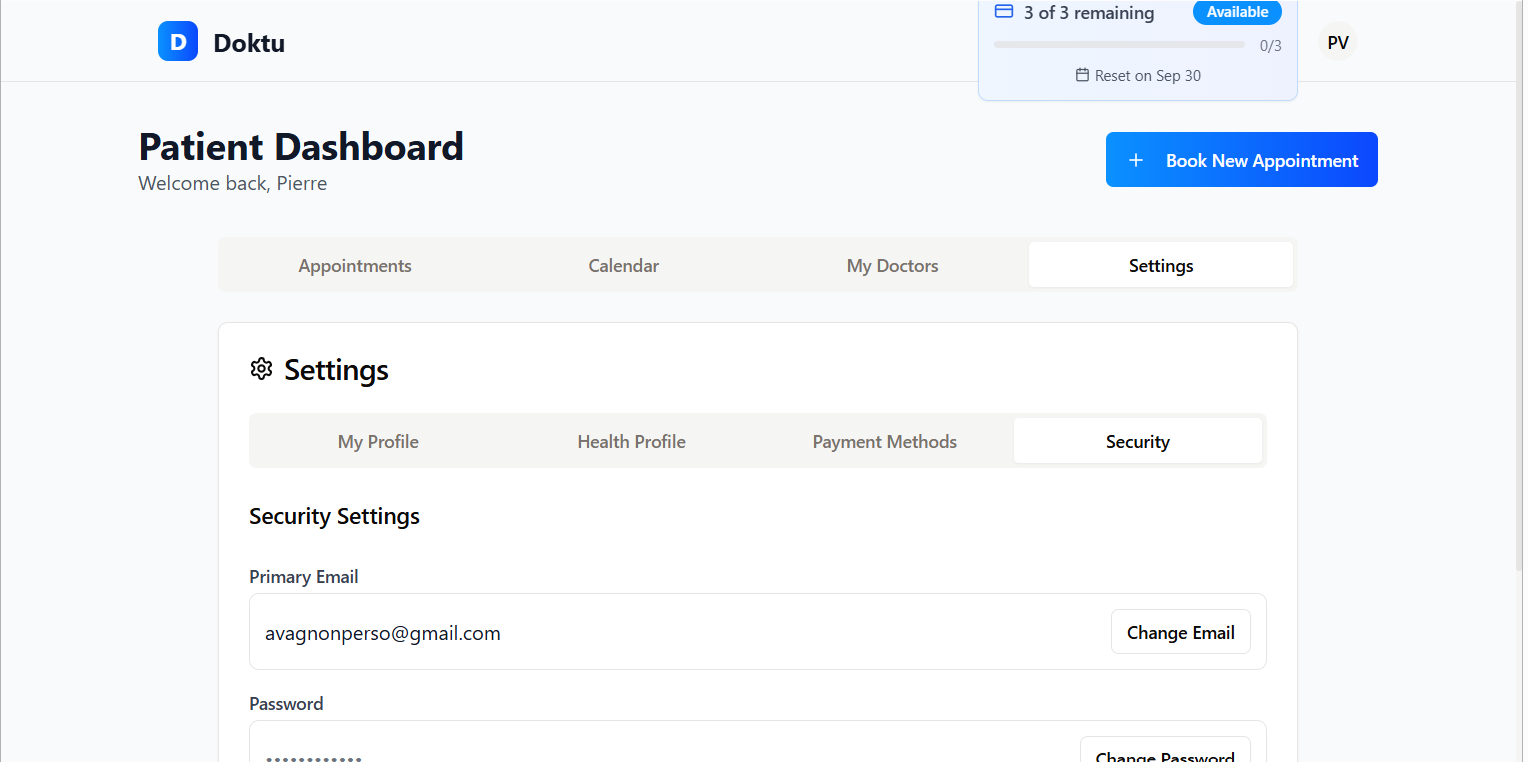 3 of 3 remaining Available
D Doktu
0/3
PV
Reset on Sep 30
Patient Dashboard
Welcome back, Pierre
+ Book New Appointment
Appointments Calendar My Doctors Settings
Settings
My Profile Health Profile Payment Methods Security
Security Settings
Primary Email
avagnonperso@gmail.com Change Email
Password
•••••••••••• Change Password